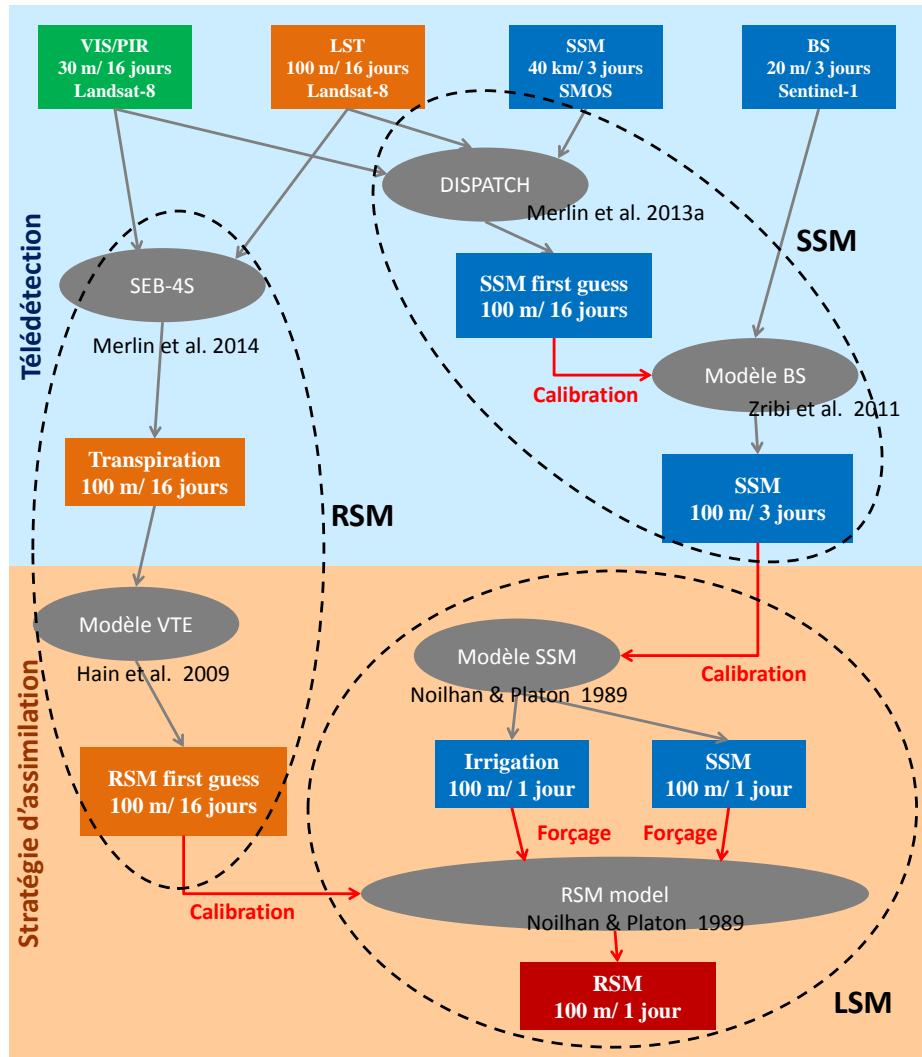 VIS/PIR
30 m/ 16 jours
Landsat-8
LST
100 m/ 16 jours
Landsat-8
SSM
40 km/ 3 jours
SMOS
BS
20 m/ 3 jours
Sentinel-1
DISPATCH
Merlin et al. 2013a
SSM
Télédétection
SEB-4S
Merlin et al. 2014
SSM first guess
100 m/ 16 jours
Calibration
Modèle BS
Zribi et al. 2011
Transpiration
100 m/ 16 jours
RSM
SSM
100 m/ 3 jours
Stratégie d'assimilation
Modèle VTE
Hain et al. 2009
Modèle SSM
Noilhan & Platon 1989
Calibration
RSM first guess
100 m/ 16 jours
Irrigation
100 m/ 1 jour
SSM
100 m/ 1 jour
Forçage
Forçage
Calibration
RSM model
Noilhan & Platon 1989
RSM
100 m/ 1 jour
LSM